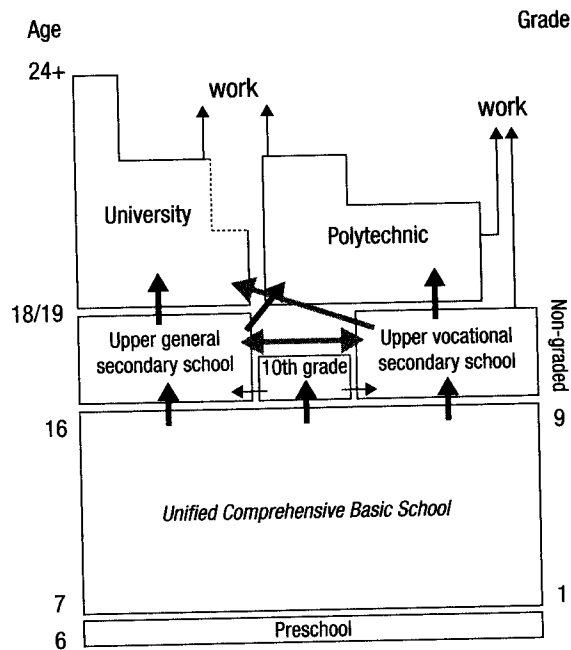 Age
Grade
24+
work
work
University
Polytechnic
18/19
Upper general
secondary school
10th grade
Upper vocational
secondary school
Non-graded
16
9
Unified Comprehensive Basic School
7
1
6
Preschool